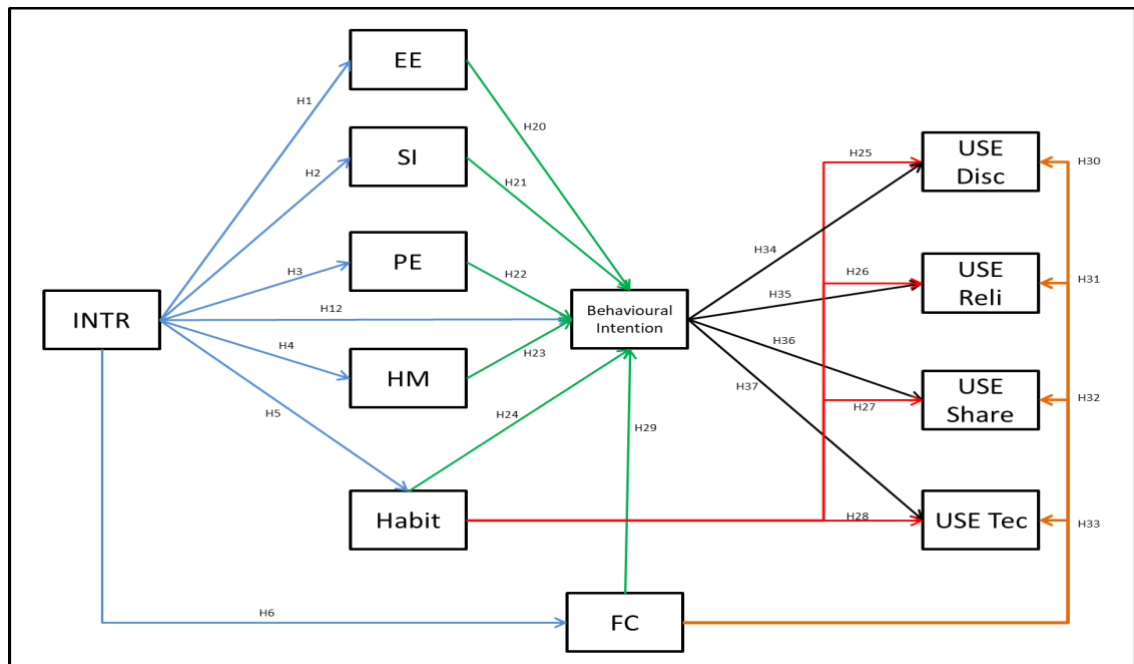 EE
H1
H20
SI
H2
H21
H25
USE
Disc
H30
PE
H3
H22
H34
H12
INTR
Behavioural
Intention
H26
H35
USE
Reli
H31
H4
HM
H23
H36
H5
H24
H29
H37
H27
USE
Share
H32
Habit
H28
USE Tec
H33
H6
FC